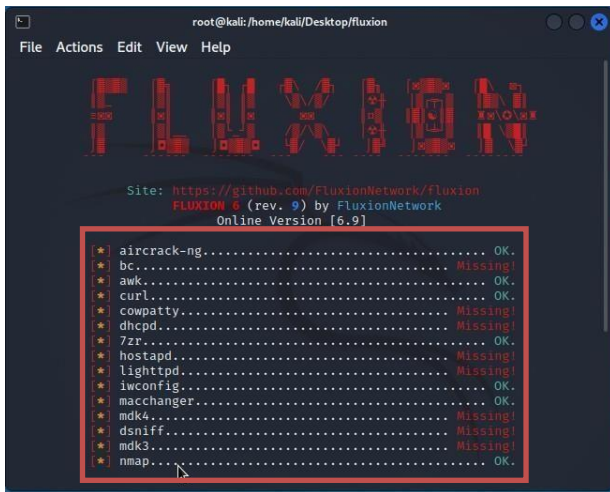 root@kali: /home/kali/Desktop/fluxion
File Actions Edit View Help
FLUXION
Site: https://github.com/FluxionNetwork/fluxion
FLUXION 6 (rev. 9) by FluxionNetwork
Online Version [6.9]
[*] aircrack-ng................................... OK.
[*] bc........................................ Missing!
[*] awk........................................... OK.
[*] curl.......................................... OK.
[*] cowpatty.................................. Missing!
[*] dhcpd..................................... Missing!
[*] 7zr........................................... OK.
[*] hostapd................................... Missing!
[*] lighttpd.................................. Missing!
[*] iwconfig...................................... OK.
[*] macchanger.................................... OK.
[*] mdk4...................................... Missing!
[*] dsniff.................................... Missing!
[*] mdk3...................................... Missing!
[*] nmap.......................................... OK.